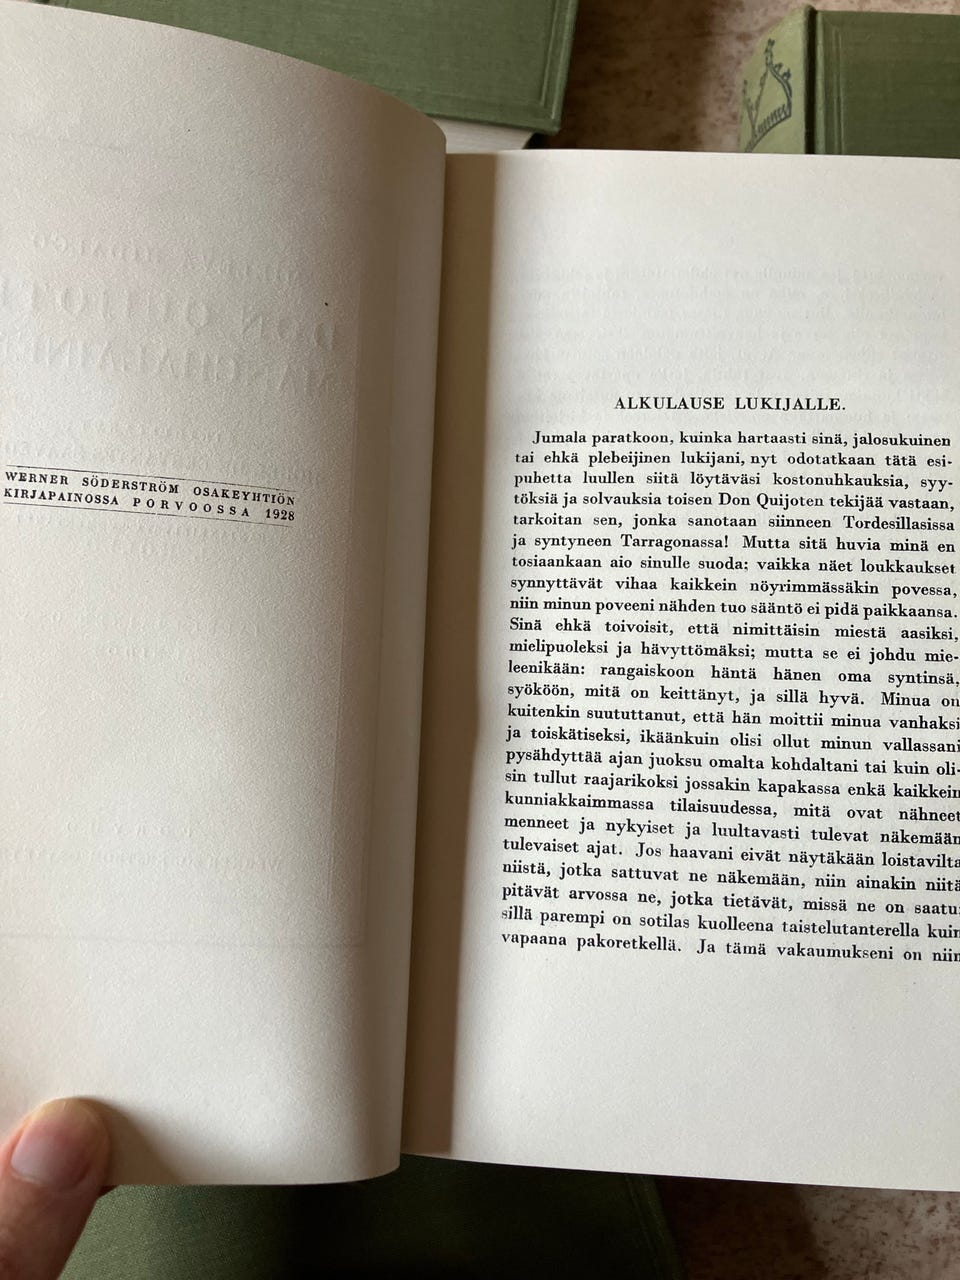 WERNER SÖDERSTRÖM OSAKEYHTIÖN
KIRJAPAINOSSA PORVOOSSA 1928
ALKULAUSE LUKIJALLE.
Jumala paratkoon, kuinka hartaasti sinä, jalosukuinen
tai ehkä plebeijinen lukijani, nyt odotatkaan tätä esi-
puhetta luullen siitä löytäväsi kostonuhkauksia, syy-
töksiä ja solvauksia toisen Don Quijoten tekijää vastaan,
tarkoitan sen, jonka sanotaan siinneen Tordesillasissa
ja syntyneen Tarragonassa! Mutta sitä huvia minä en
tosiaankaan aio sinulle suoda; vaikka näet loukkaukset
synnyttävät vihaa kaikkein nöyrimmässäkin povessa,
niin minun poveeni nähden tuo sääntö ei pidä paikkaansa.
Sinä ehkä toivoisit, että nimittäisin miestä aasiksi,
mielipuoleksi ja hävyttömäksi; mutta se ei johdu mie-
leenikään: rangaiskoon häntä hänen oma syntinsä,
syököön, mitä on keittänyt, ja sillä hyvä. Minua on
kuitenkin suututtanut, että hän moittii minua vanhaksi
ja toiskätiseksi, ikäänkuin olisi ollut minun vallassani
pysähdyttää ajan juoksu omalta kohdaltani tai kuin oli-
sin tullut raajarikoksi jossakin kapakassa enkä kaikkein
kunniakkaimmassa tilaisuudessa, mitä ovat nähneet
menneet ja nykyiset ja luultavasti tulevat näkemään
tulevaiset ajat. Jos haavani eivät näytäkään loistavilta
niistä, jotka sattuvat ne näkemään, niin ainakin niitä
pitävät arvossa ne, jotka tietävät, missä ne on saatu:
sillä parempi on sotilas kuolleena taistelutanterella kuin
vapaana pakoretkellä. Ja tämä vakaumukseni on niin